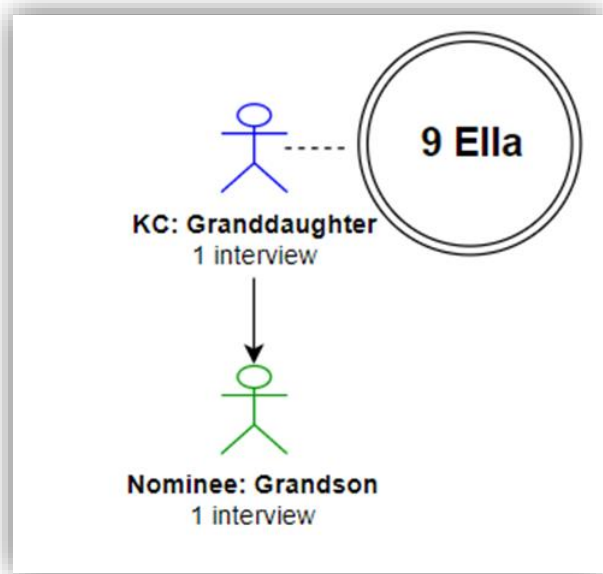 9 Ella
KC: Granddaughter
1 interview
Nominee: Grandson
1 interview